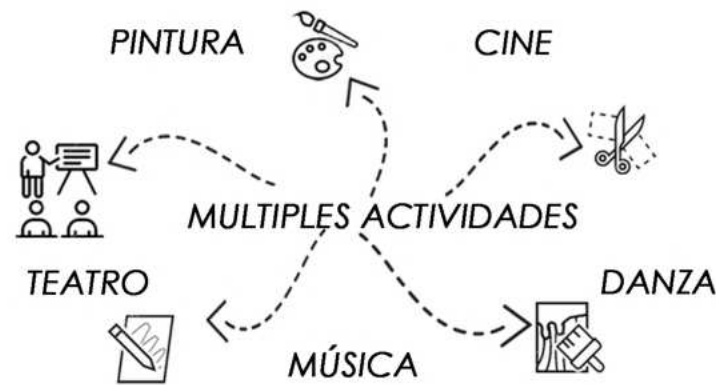 PINTURA
CINE
MULTIPLES ACTIVIDADES
TEATRO
DANZA
MÚSICA